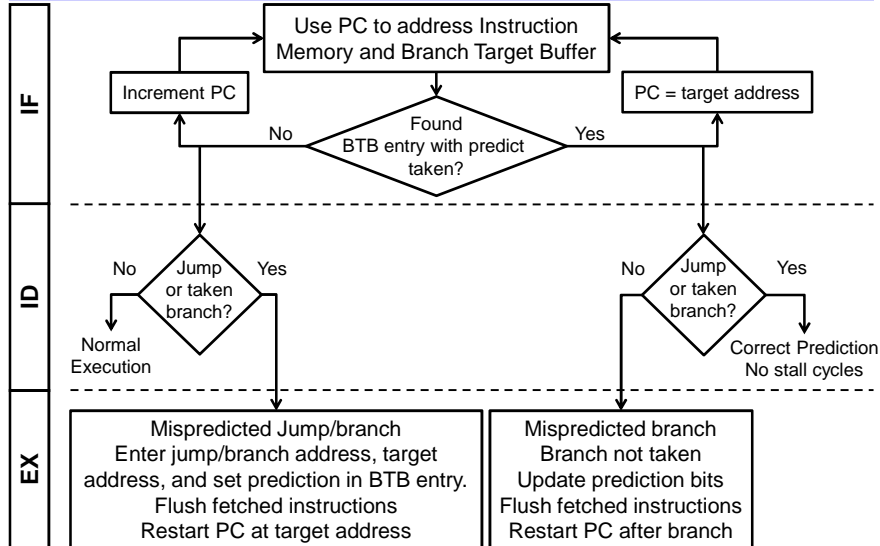 IF
Use PC to address Instruction
Memory and Branch Target Buffer
Increment PC
PC = target address
No
Found
BTB entry with predict
taken?
Yes
ID
No
Jump
or taken
branch?
Yes
Normal
Execution
No
Jump
or taken
branch?
Yes
Correct Prediction
No stall cycles
EX
Mispredicted Jump/branch
Enter jump/branch address, target
address, and set prediction in BTB entry.
Flush fetched instructions
Restart PC at target address
Mispredicted branch
Branch not taken
Update prediction bits
Flush fetched instructions
Restart PC after branch